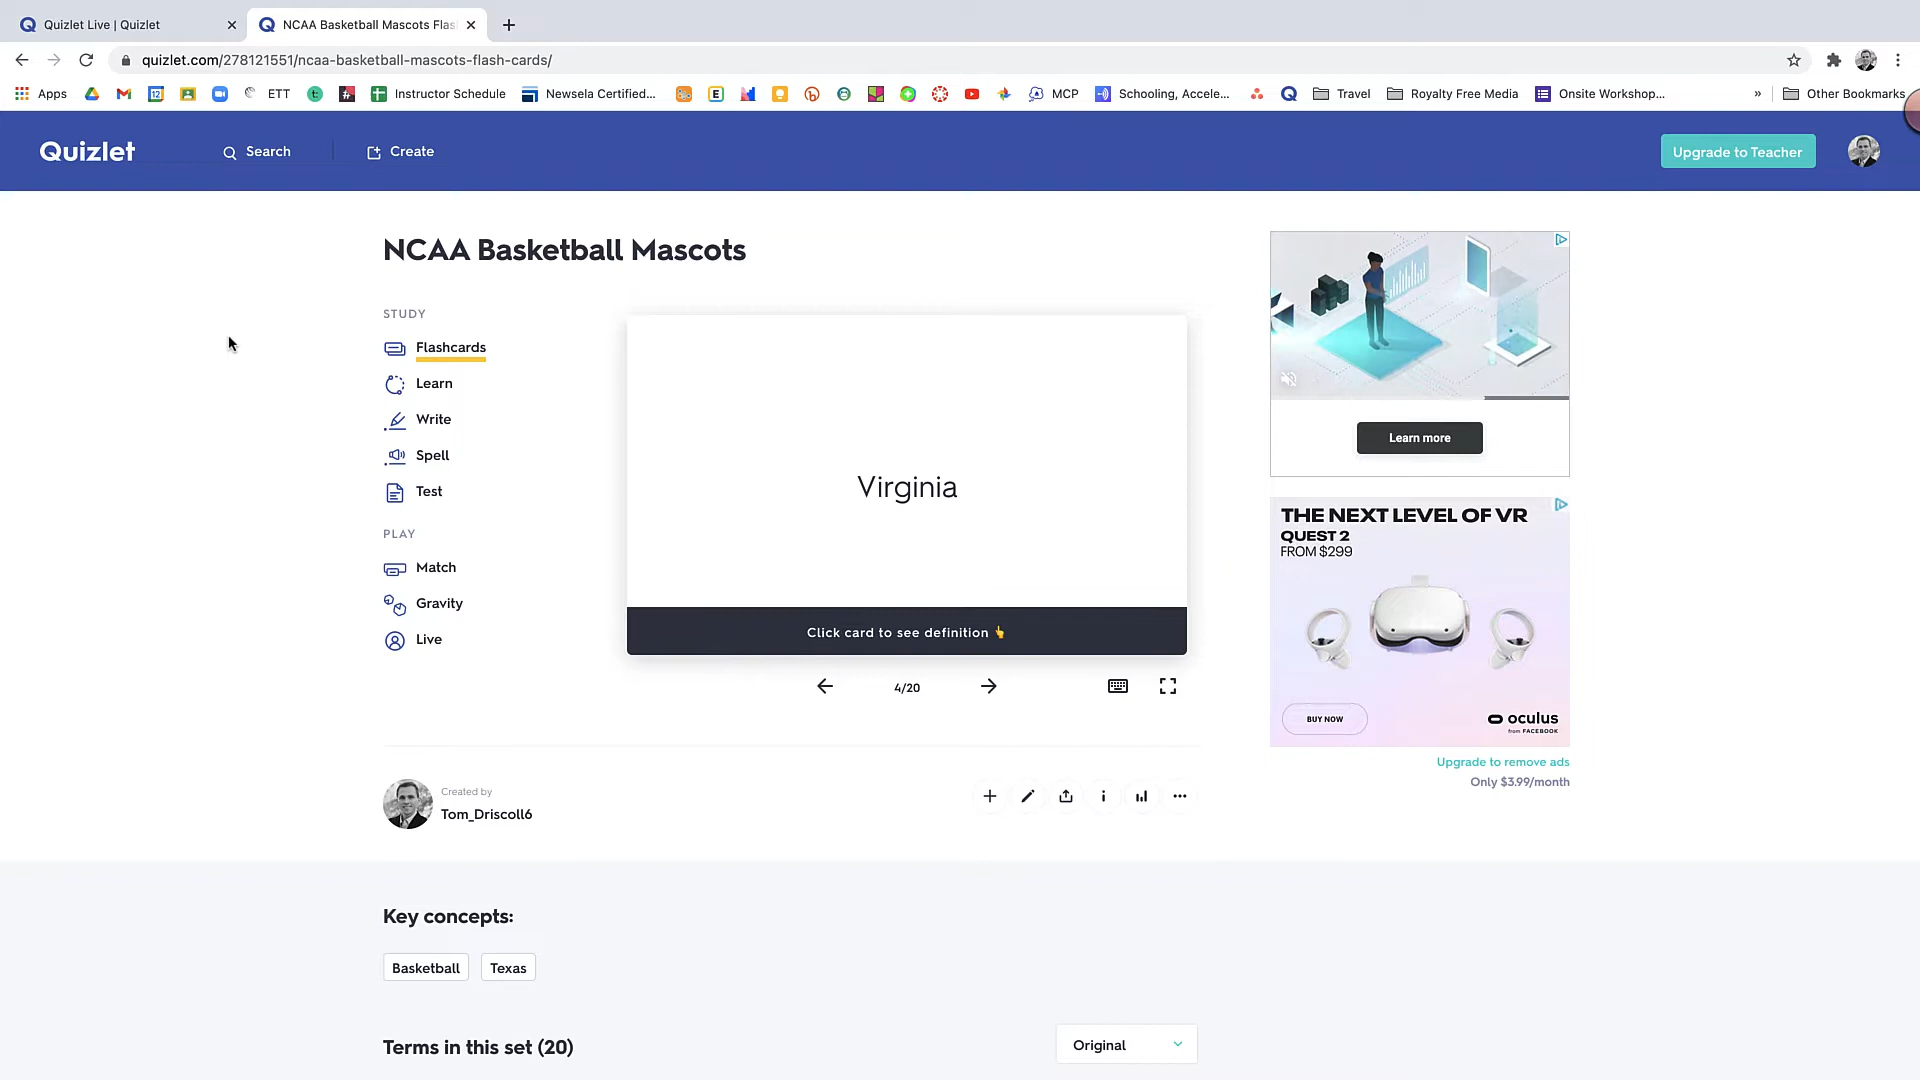 Quizlet Live | Quizlet
NCAA Basketball Mascots Flas
quizlet.com/278121551/ncaa-basketball-mascots-flash-cards/
Apps
ETT
Instructor Schedule
Newsela Certified...
MCP
Schooling, Accele...
Travel
Royalty Free Media
Onsite Workshop...
»
Other Bookmarks
Quizlet
Search
Create
Upgrade to Teacher
NCAA Basketball Mascots
STUDY
Flashcards
Learn
Write
Spell
Test
PLAY
Match
Gravity
Live
Virginia
Click card to see definition 👆
4/20
Learn more
THE NEXT LEVEL OF VR
QUEST 2
FROM $299
BUY NOW
oculus
from FACEBOOK
Upgrade to remove ads
Only $3.99/month
Created by
Tom_Driscoll6
Key concepts:
Basketball
Texas
Terms in this set (20)
Original